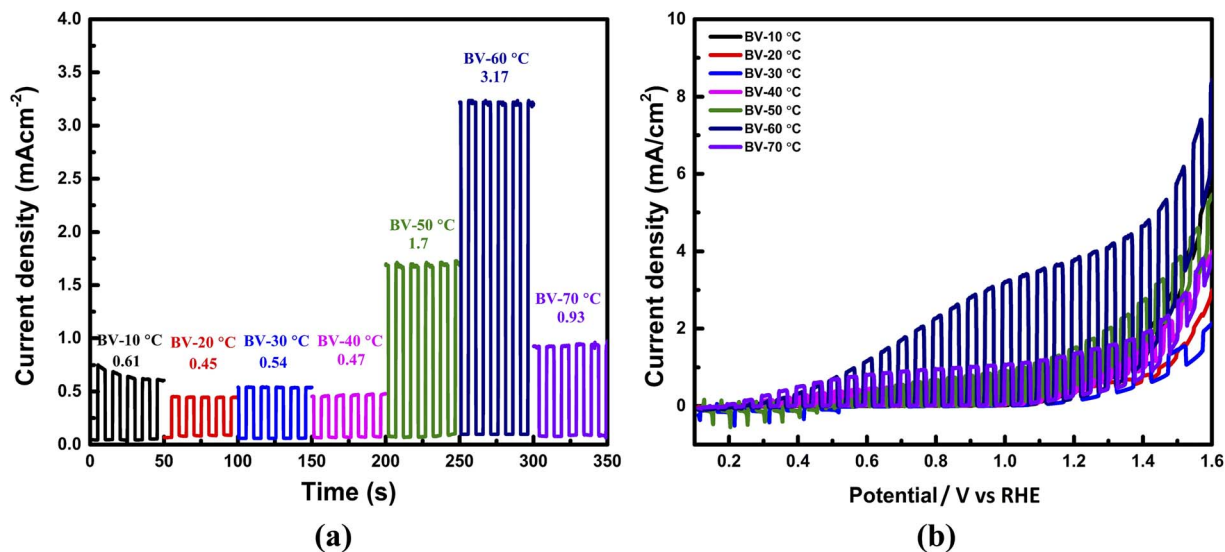 4.0
3.5
3.0
2.5
2.0
1.5
1.0
0.5
0.0
Current density (mAcm⁻²)
BV-10 °C
0.61
BV-20 °C
0.45
BV-30 °C
0.54
BV-40 °C
0.47
BV-50 °C
1.7
BV-60 °C
3.17
BV-70 °C
0.93
0 50 100 150 200 250 300 350
Time (s)
(a)
10
8
6
4
2
0
Current density (mA/cm²)
BV-10 °C
BV-20 °C
BV-30 °C
BV-40 °C
BV-50 °C
BV-60 °C
BV-70 °C
0.2 0.4 0.6 0.8 1.0 1.2 1.4 1.6
Potential / V vs RHE
(b)